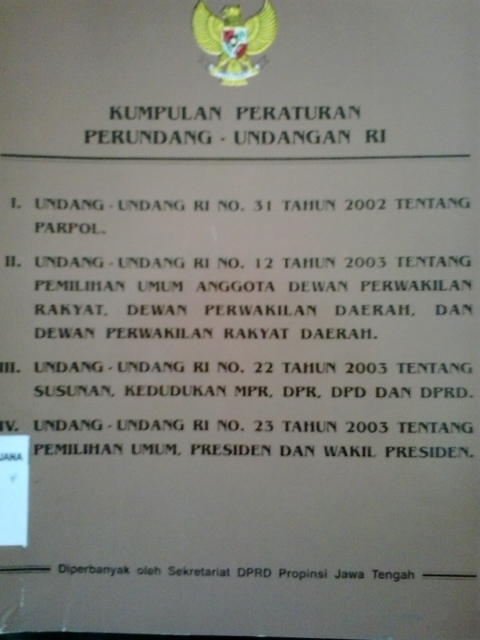 KUMPULAN PERATURAN
PERUNDANG - UNDANGAN RI
I. UNDANG - UNDANG RI NO. 31 TAHUN 2002 TENTANG
PARPOL.
II. UNDANG - UNDANG RI NO. 12 TAHUN 2003 TENTANG
PEMILIHAN UMUM ANGGOTA DEWAN PERWAKILAN
RAKYAT, DEWAN PERWAKILAN DAERAH, DAN
DEWAN PERWAKILAN RAKYAT DAERAH.
III. UNDANG - UNDANG RI NO. 22 TAHUN 2003 TENTANG
SUSUNAN, KEDUDUKAN MPR, DPR, DPD DAN DPRD.
IV. UNDANG - UNDANG RI NO. 23 TAHUN 2003 TENTANG
PEMILIHAN UMUM, PRESIDEN DAN WAKIL PRESIDEN.
Diperbanyak oleh Sekretariat DPRD Propinsi Jawa Tengah